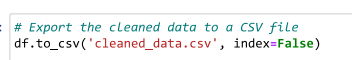 # Export the cleaned data to a CSV file
df.to_csv('cleaned_data.csv', index=False)